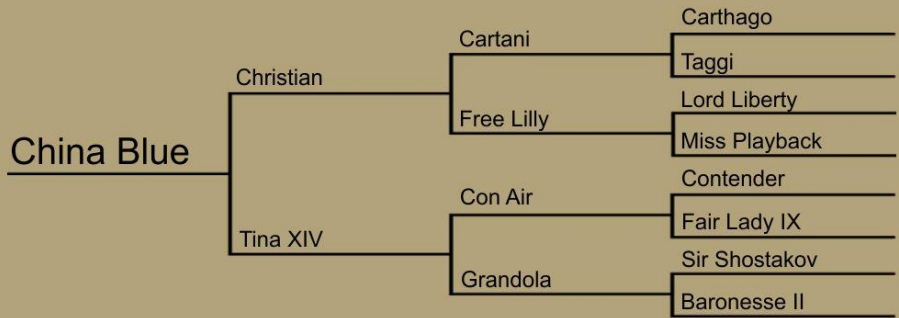 Carthago
Cartani
Taggi
Christian
Lord Liberty
Free Lilly
Miss Playback
China Blue
Contender
Con Air
Fair Lady IX
Tina XIV
Sir Shostakov
Grandola
Baronesse II